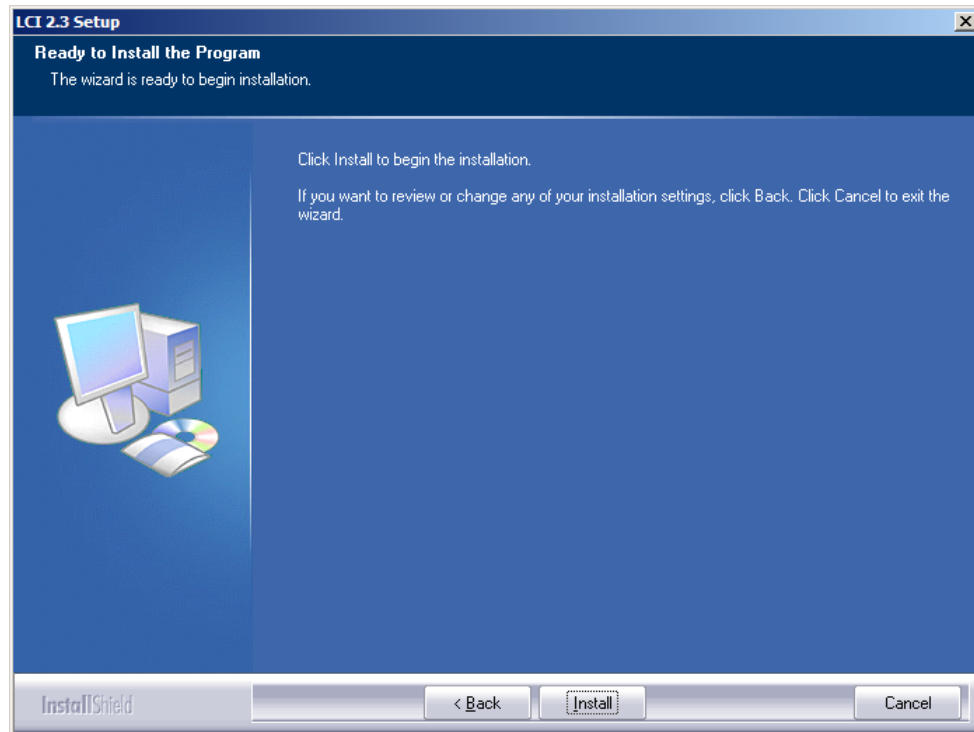 LCI 2.3 Setup
Ready to Install the Program
The wizard is ready to begin installation.
Click Install to begin the installation.
If you want to review or change any of your installation settings, click Back. Click Cancel to exit the
wizard.
InstallShield
< Back
Install
Cancel